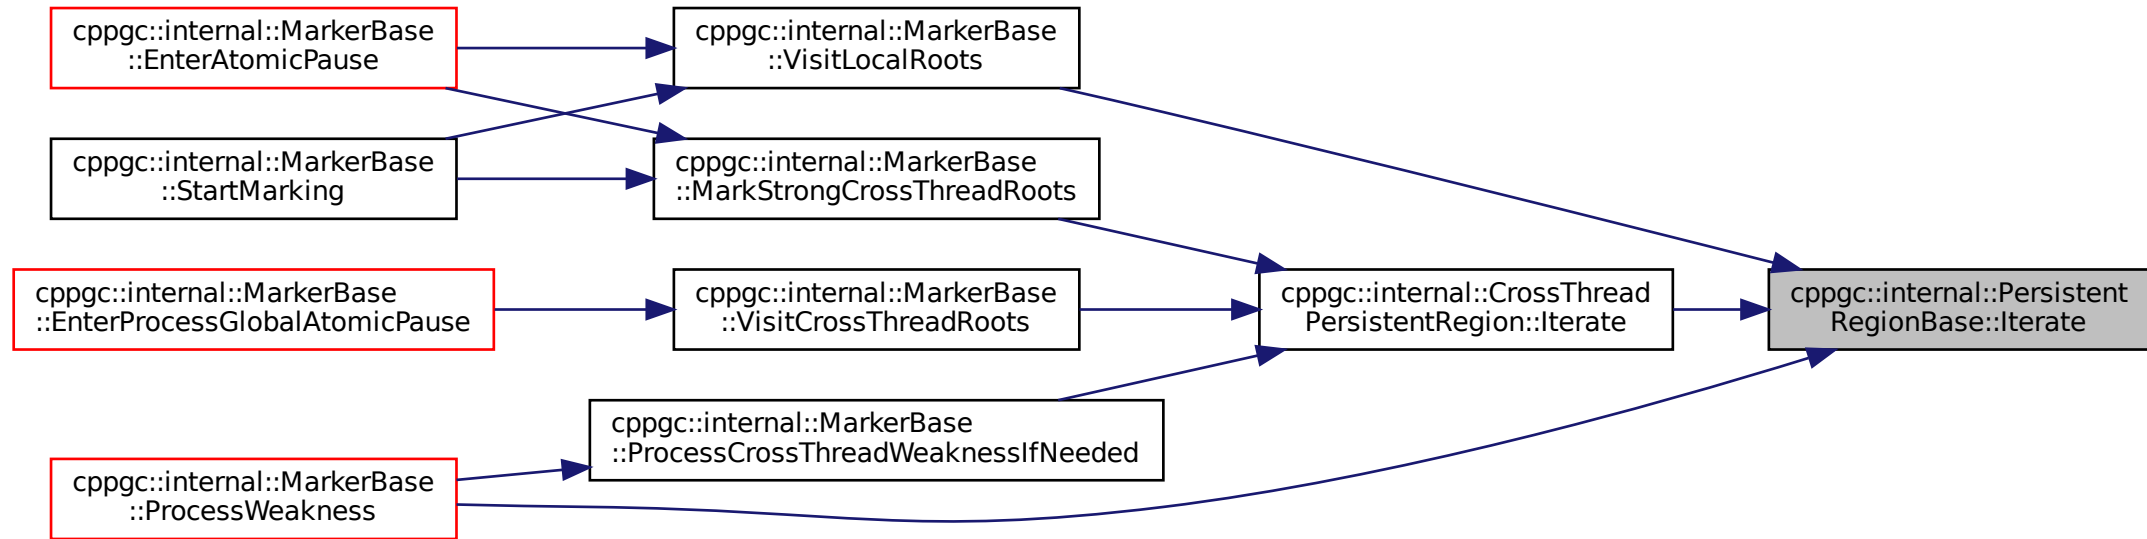 cppgc::internal::MarkerBase
::EnterAtomicPause
cppgc::internal::MarkerBase
::VisitLocalRoots
cppgc::internal::MarkerBase
::StartMarking
cppgc::internal::MarkerBase
::MarkStrongCrossThreadRoots
cppgc::internal::MarkerBase
::EnterProcessGlobalAtomicPause
cppgc::internal::MarkerBase
::VisitCrossThreadRoots
cppgc::internal::CrossThread
PersistentRegion::Iterate
cppgc::internal::Persistent
RegionBase::Iterate
cppgc::internal::MarkerBase
::ProcessCrossThreadWeaknessIfNeeded
cppgc::internal::MarkerBase
::ProcessWeakness